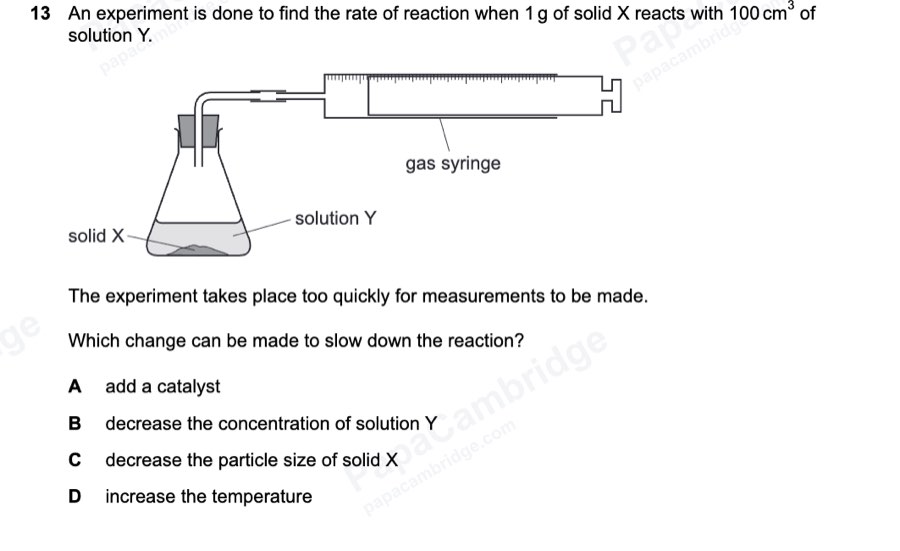 13 An experiment is done to find the rate of reaction when 1 g of solid X reacts with 100 cm³ of
solution Y.
gas syringe
solution Y
solid X
The experiment takes place too quickly for measurements to be made.
Which change can be made to slow down the reaction?
A add a catalyst
B decrease the concentration of solution Y
C decrease the particle size of solid X
D increase the temperature
PapaCambridge
papacambridge.com